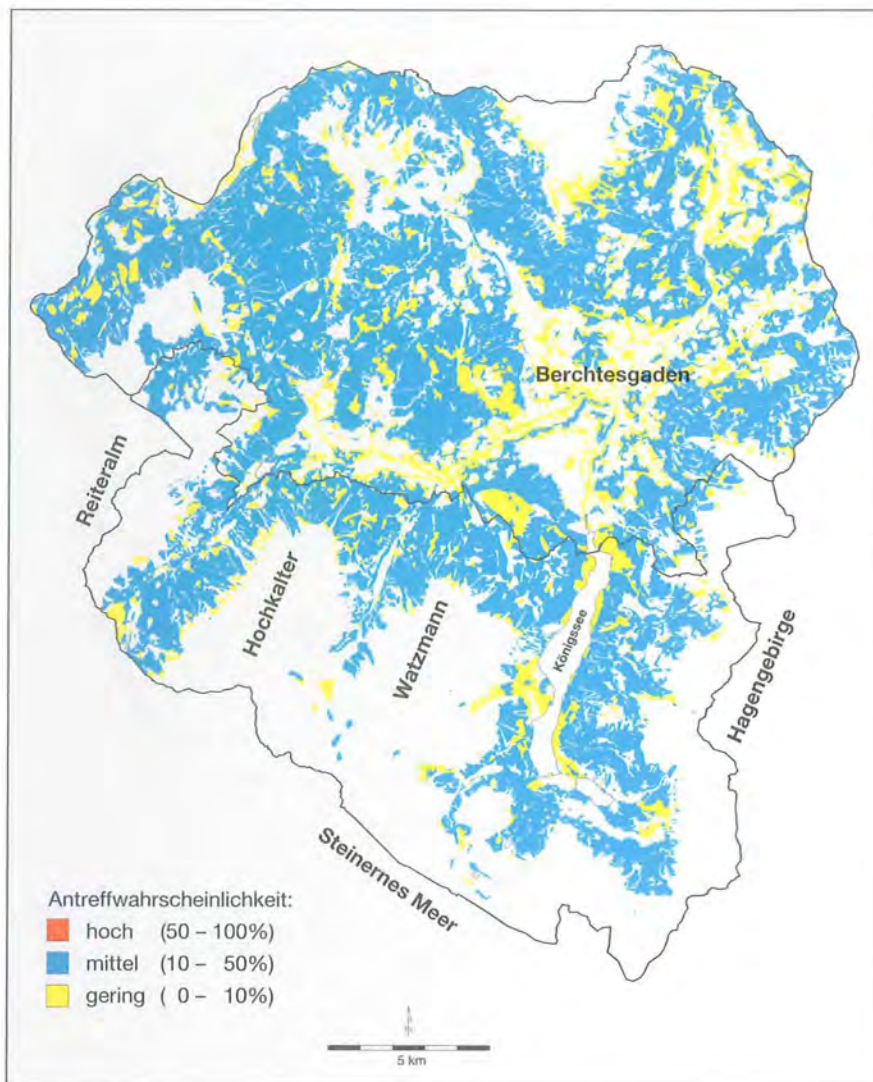 Berchtesgaden
Reiteralm
Hochkalter
Watzmann
Königssee
Hagengebirge
Steinernes Meer
Antreffwahrscheinlichkeit:
hoch (50 – 100%)
mittel (10 – 50%)
gering ( 0 – 10%)
5 km